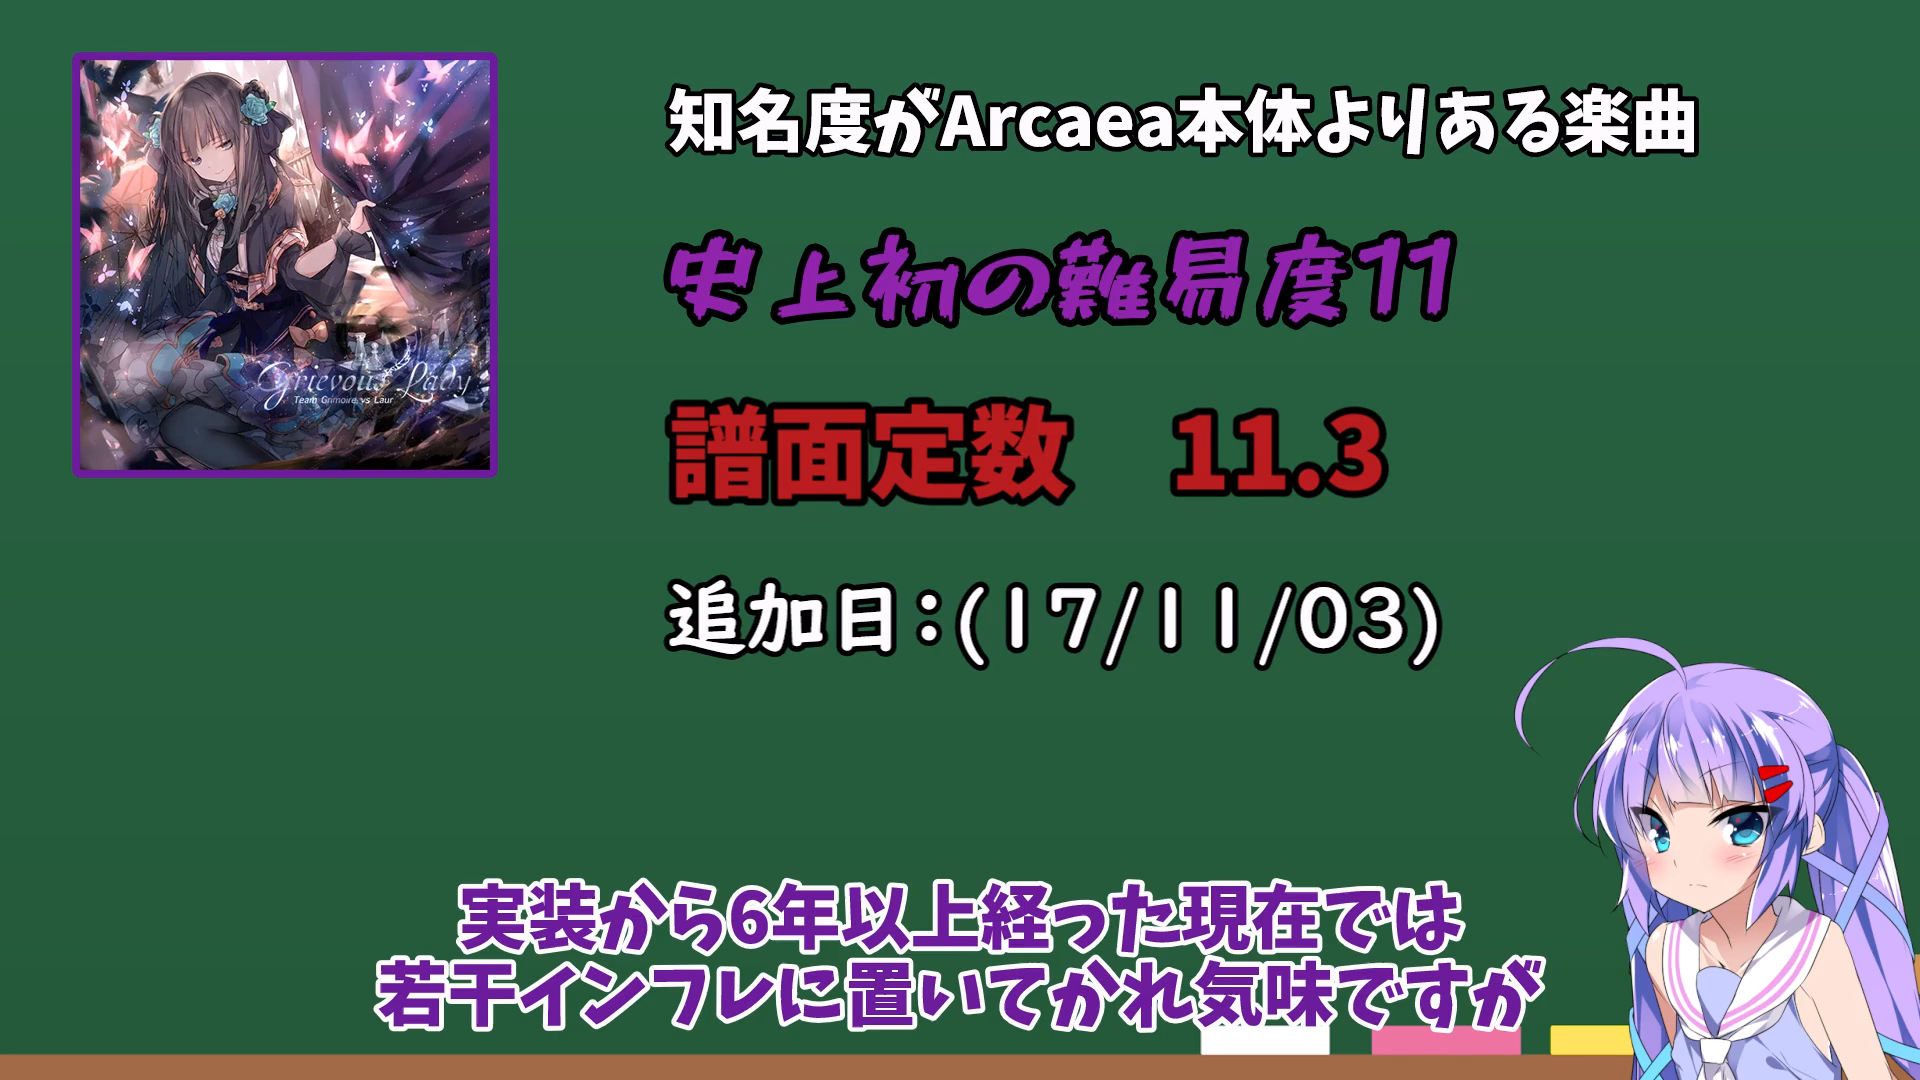 知名度がArcaea本体よりある楽曲
史上初の難易度11
譜面定数　11.3
追加日:(17/11/03)
Grievous Lady
Team Grimoire vs Laur
実装から6年以上経った現在では
若干インフレに置いてかれ気味ですが